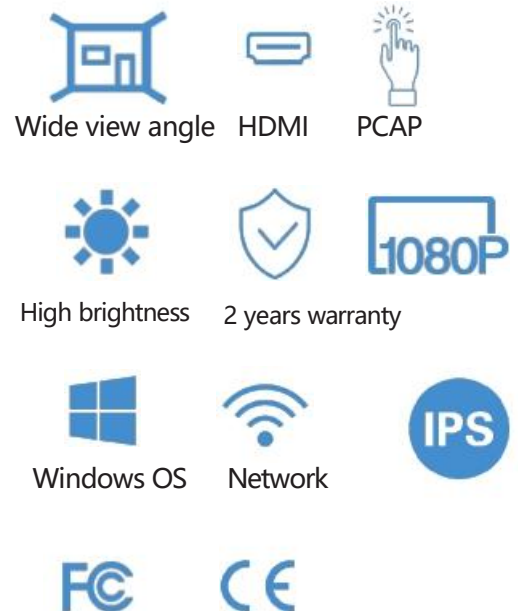 Wide view angle HDMI PCAP
1080P
High brightness 2 years warranty
IPS
Windows OS Network
FC CE